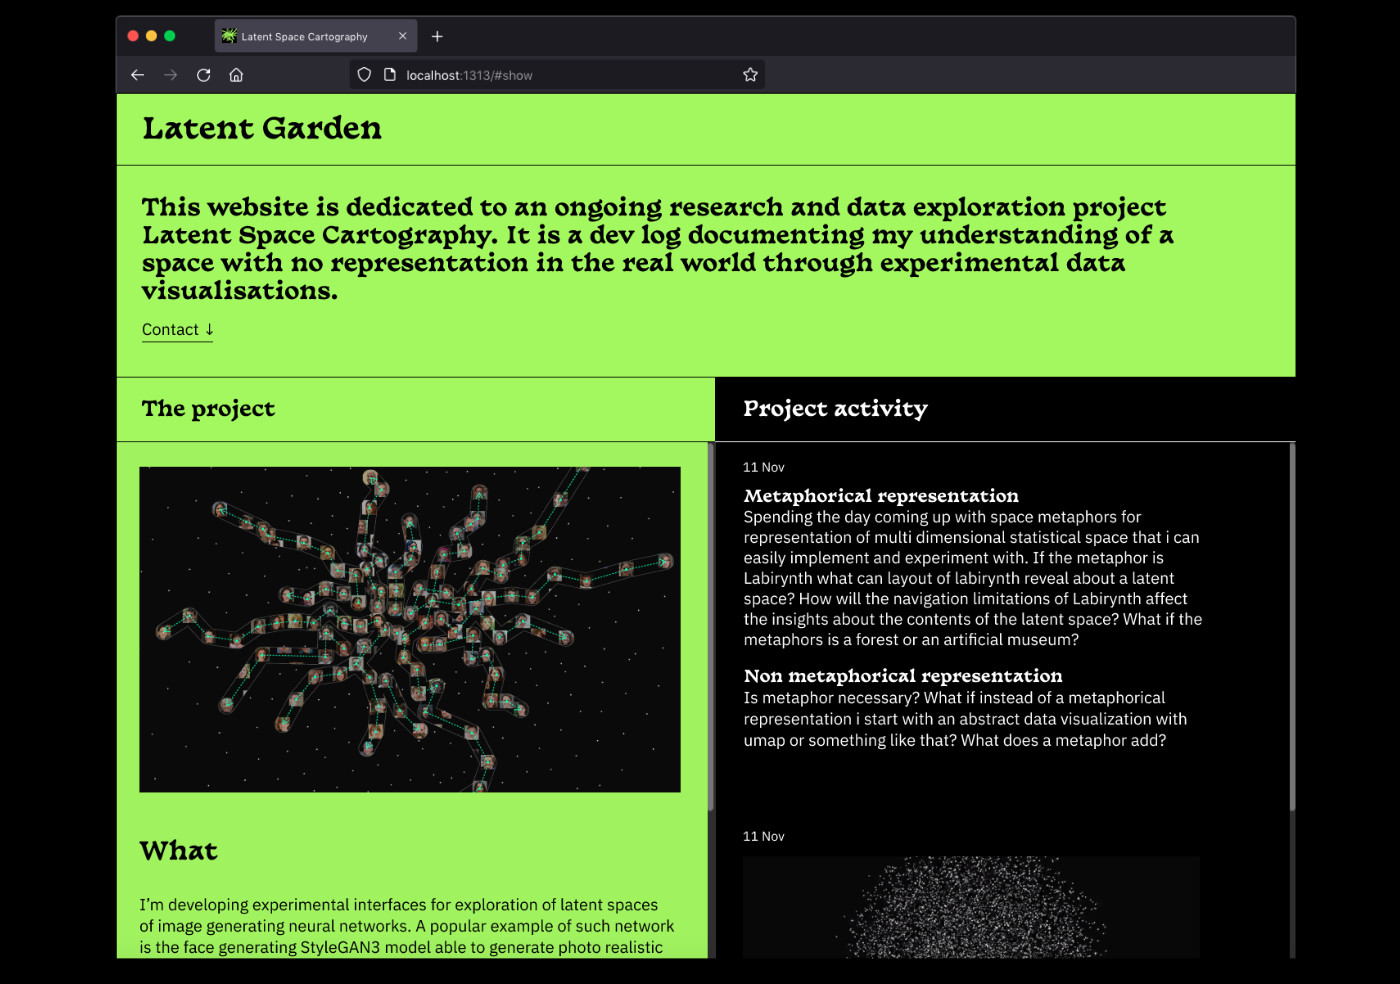 Latent Space Cartography
localhost:1313/#show
Latent Garden
This website is dedicated to an ongoing research and data exploration project
Latent Space Cartography. It is a dev log documenting my understanding of a
space with no representation in the real world through experimental data
visualisations.
Contact ↓
The project
What
I’m developing experimental interfaces for exploration of latent spaces
of image generating neural networks. A popular example of such network
is the face generating StyleGAN3 model able to generate photo realistic
Project activity
11 Nov
Metaphorical representation
Spending the day coming up with space metaphors for
representation of multi dimensional statistical space that i can
easily implement and experiment with. If the metaphor is
Labirynth what can layout of labirynth reveal about a latent
space? How will the navigation limitations of Labirynth affect
the insights about the contents of the latent space? What if the
metaphors is a forest or an artificial museum?
Non metaphorical representation
Is metaphor necessary? What if instead of a metaphorical
representation i start with an abstract data visualization with
umap or something like that? What does a metaphor add?
11 Nov